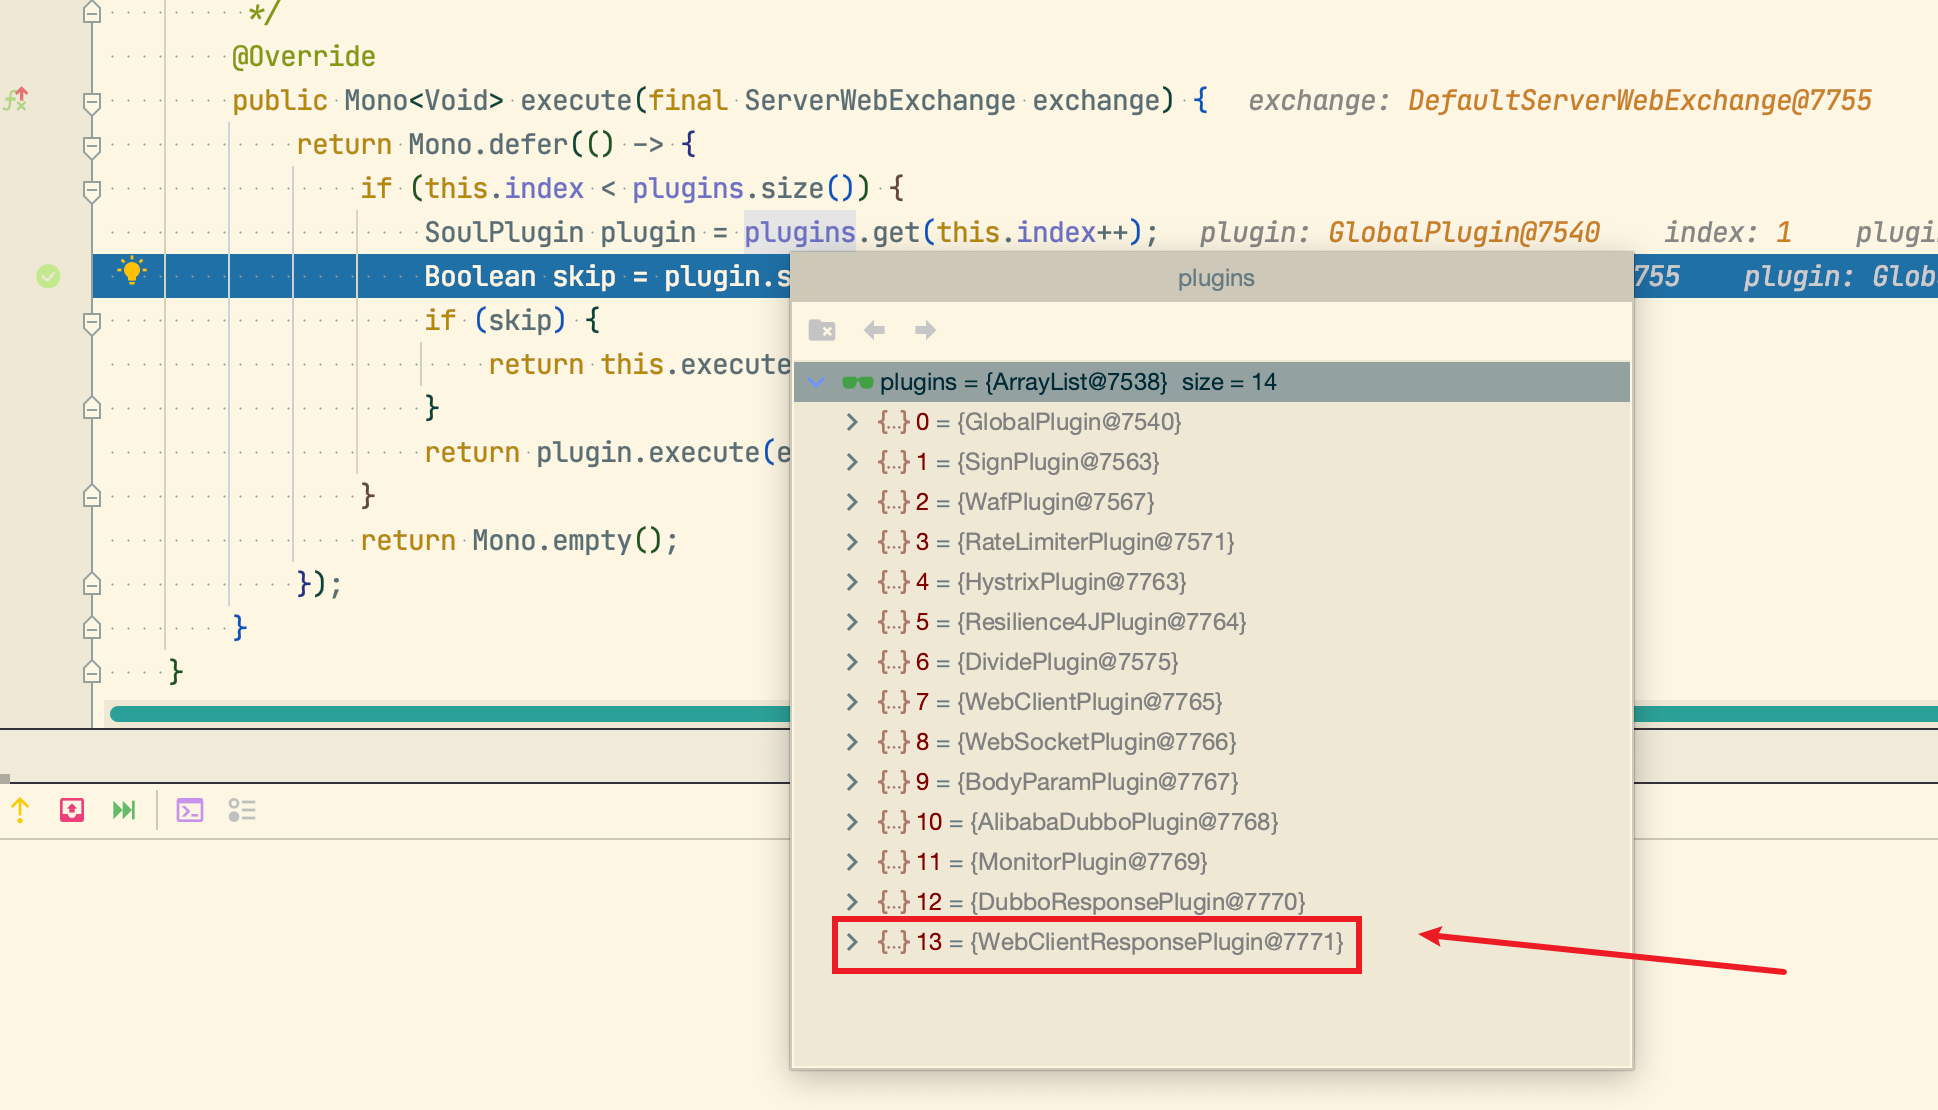 */
@Override
public Mono<Void> execute(final ServerWebExchange exchange) { exchange: DefaultServerWebExchange@7755
return Mono.defer(() -> {
if (this.index < plugins.size()) {
SoulPlugin plugin = plugins.get(this.index++); plugin: GlobalPlugin@7540 index: 1 plugi
Boolean skip = plugin.s 755 plugin: Glob
if (skip) {
return this.execute
}
return plugin.execute(e
}
return Mono.empty();
});
}
}
plugins
plugins = {ArrayList@7538} size = 14
{...} 0 = {GlobalPlugin@7540}
{...} 1 = {SignPlugin@7563}
{...} 2 = {WafPlugin@7567}
{...} 3 = {RateLimiterPlugin@7571}
{...} 4 = {HystrixPlugin@7763}
{...} 5 = {Resilience4JPlugin@7764}
{...} 6 = {DividePlugin@7575}
{...} 7 = {WebClientPlugin@7765}
{...} 8 = {WebSocketPlugin@7766}
{...} 9 = {BodyParamPlugin@7767}
{...} 10 = {AlibabaDubboPlugin@7768}
{...} 11 = {MonitorPlugin@7769}
{...} 12 = {DubboResponsePlugin@7770}
{...} 13 = {WebClientResponsePlugin@7771}